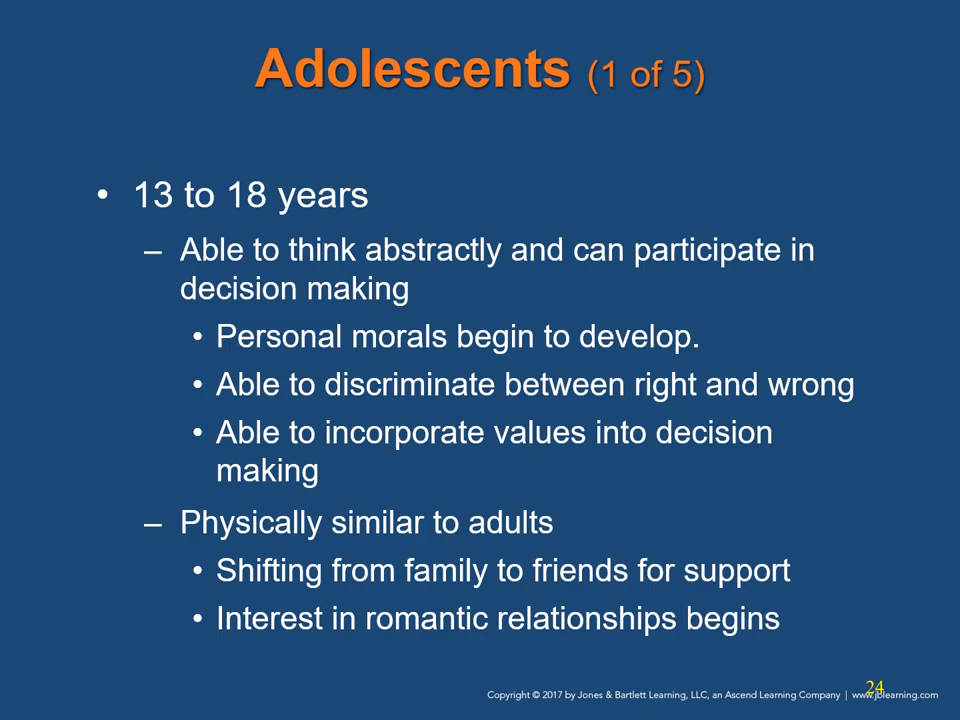 Adolescents (1 of 5)
• 13 to 18 years
– Able to think abstractly and can participate in
decision making
• Personal morals begin to develop.
• Able to discriminate between right and wrong
• Able to incorporate values into decision
making
– Physically similar to adults
• Shifting from family to friends for support
• Interest in romantic relationships begins
24
Copyright © 2017 by Jones & Bartlett Learning, LLC, an Ascend Learning Company | www.jblearning.com